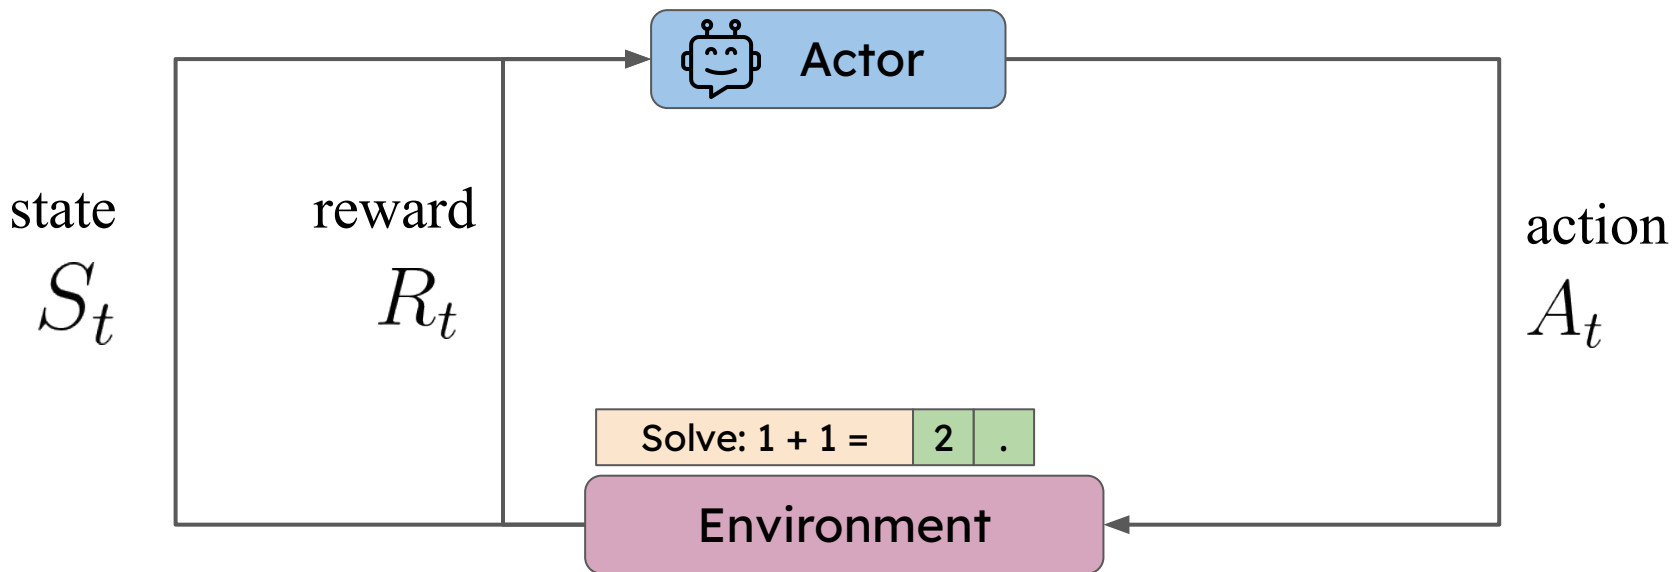 Actor
state
S_t
reward
R_t
action
A_t
Solve: 1 + 1 = 2 .
Environment